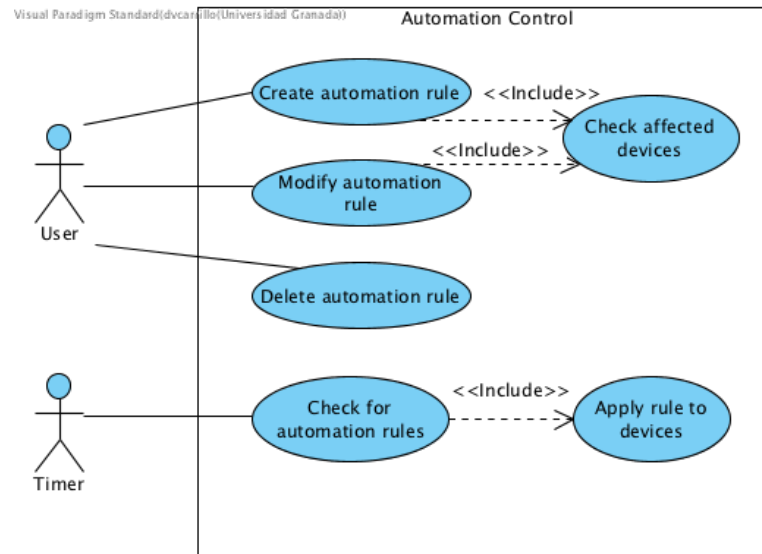 Visual Paradigm Standard(dvcarrillo(Universidad Granada))
Automation Control
Create automation rule
<<Include>>
Check affected
devices
<<Include>>
Modify automation
rule
User
Delete automation rule
<<Include>>
Check for
automation rules
Apply rule to
devices
Timer